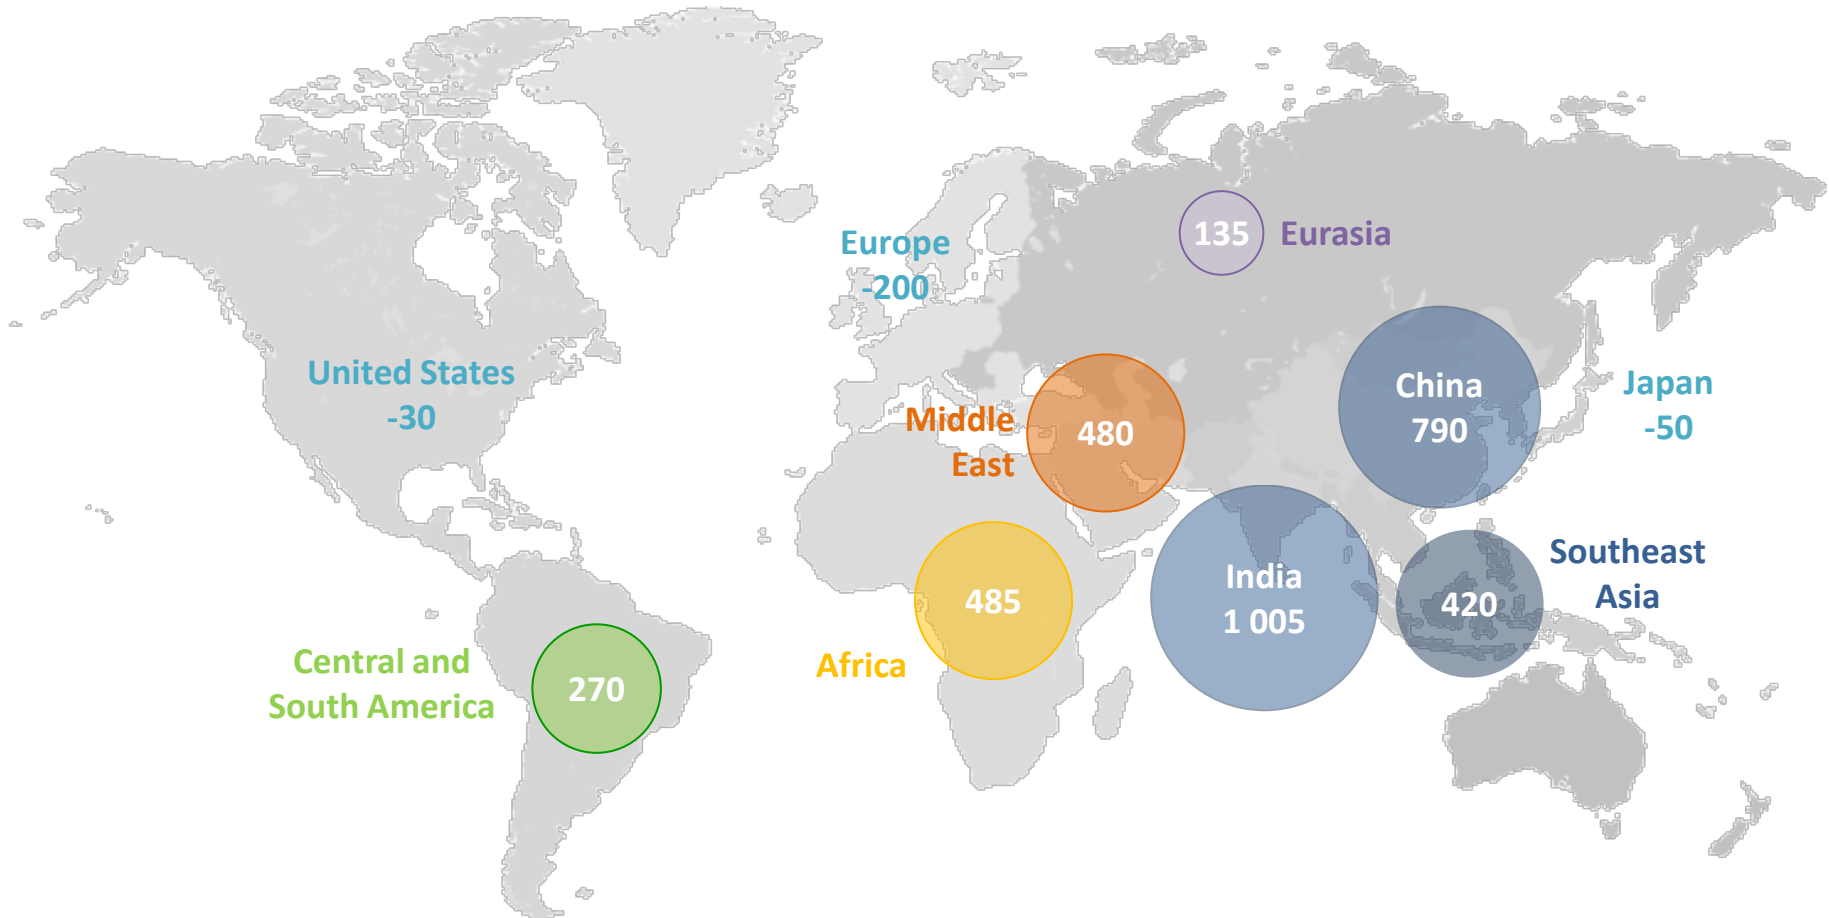 135
Eurasia
Europe
-200
United States
-30
China
790
Japan
-50
Middle
East
480
Southeast
Asia
India
1 005
420
485
Africa
Central and
South America
270